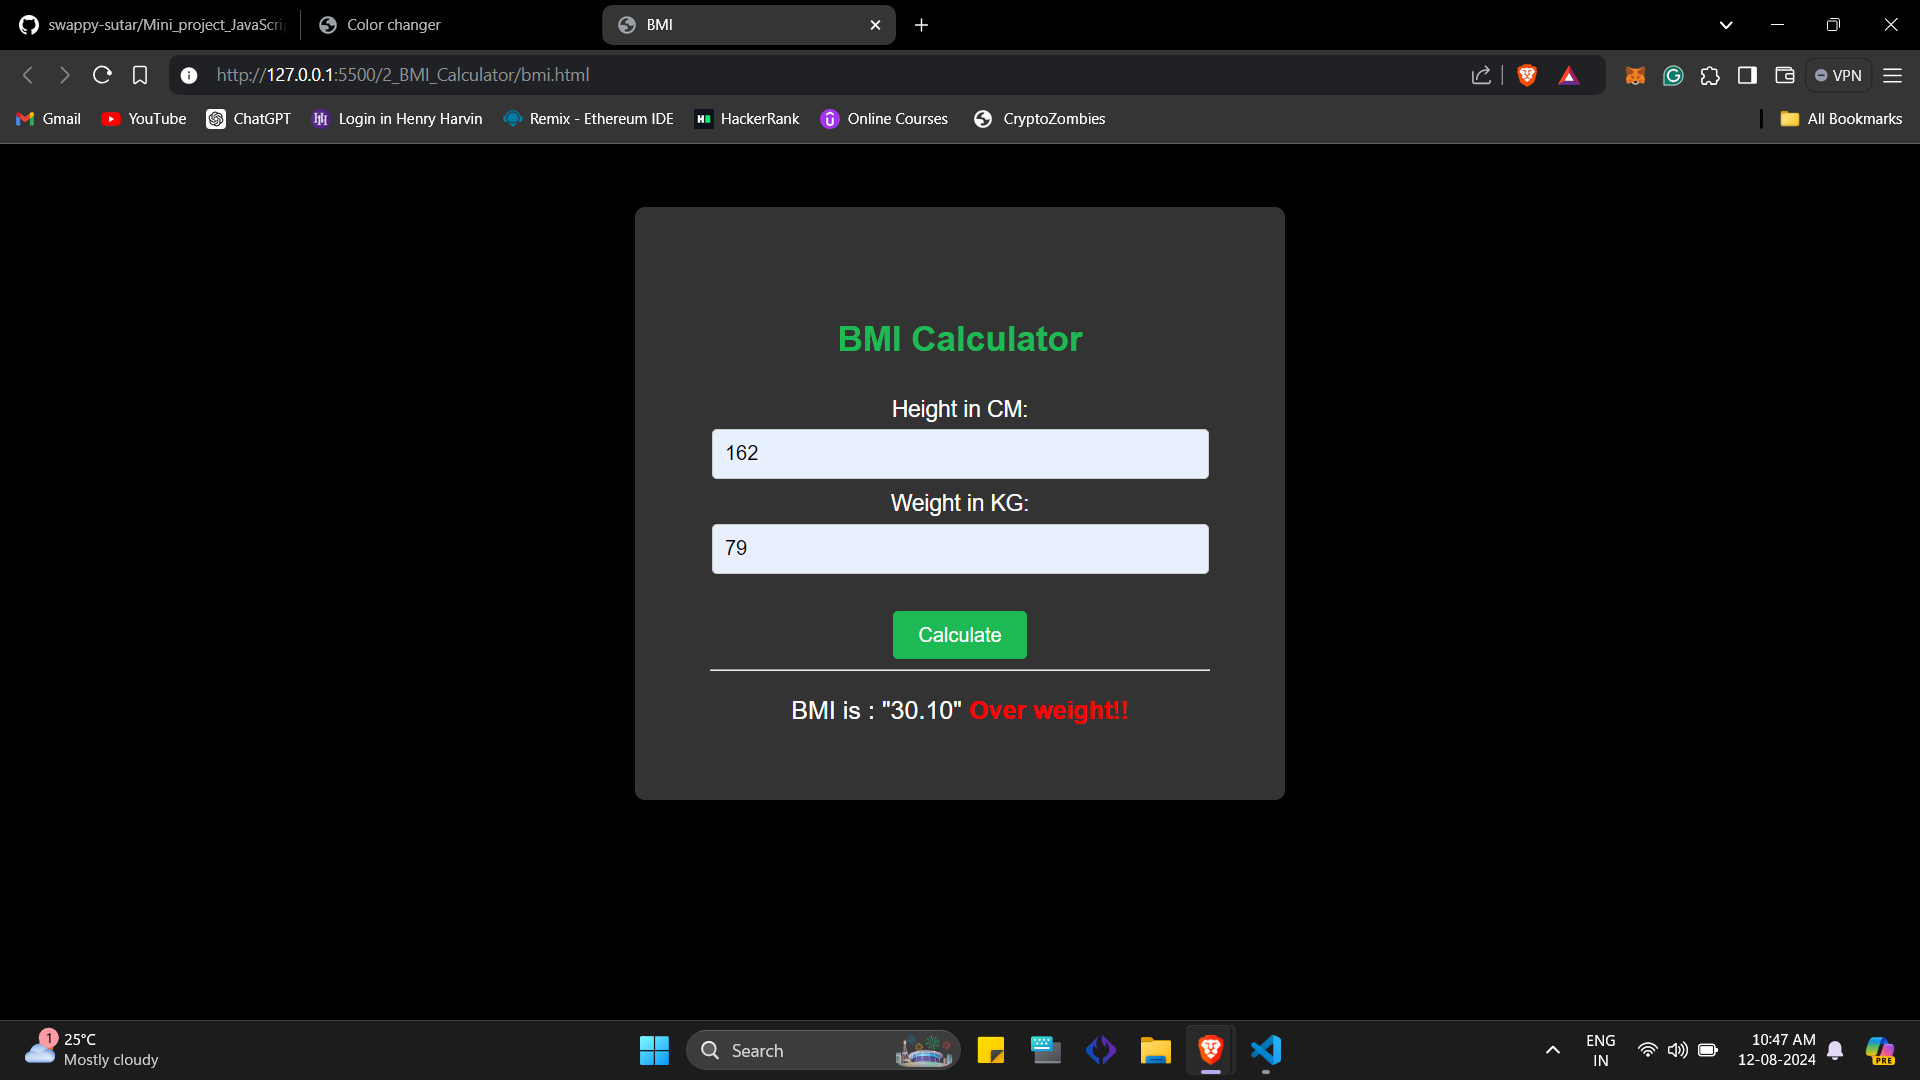 swappy-sutar/Mini_project_JavaScri
Color changer
BMI
http://127.0.0.1:5500/2_BMI_Calculator/bmi.html
VPN
Gmail
YouTube
ChatGPT
Login in Henry Harvin
Remix - Ethereum IDE
HackerRank
Online Courses
CryptoZombies
All Bookmarks
BMI Calculator
Height in CM:
162
Weight in KG:
79
Calculate
BMI is : "30.10" Over weight!!
1
25°C
Mostly cloudy
Search
ENG
IN
10:47 AM
12-08-2024
PRE